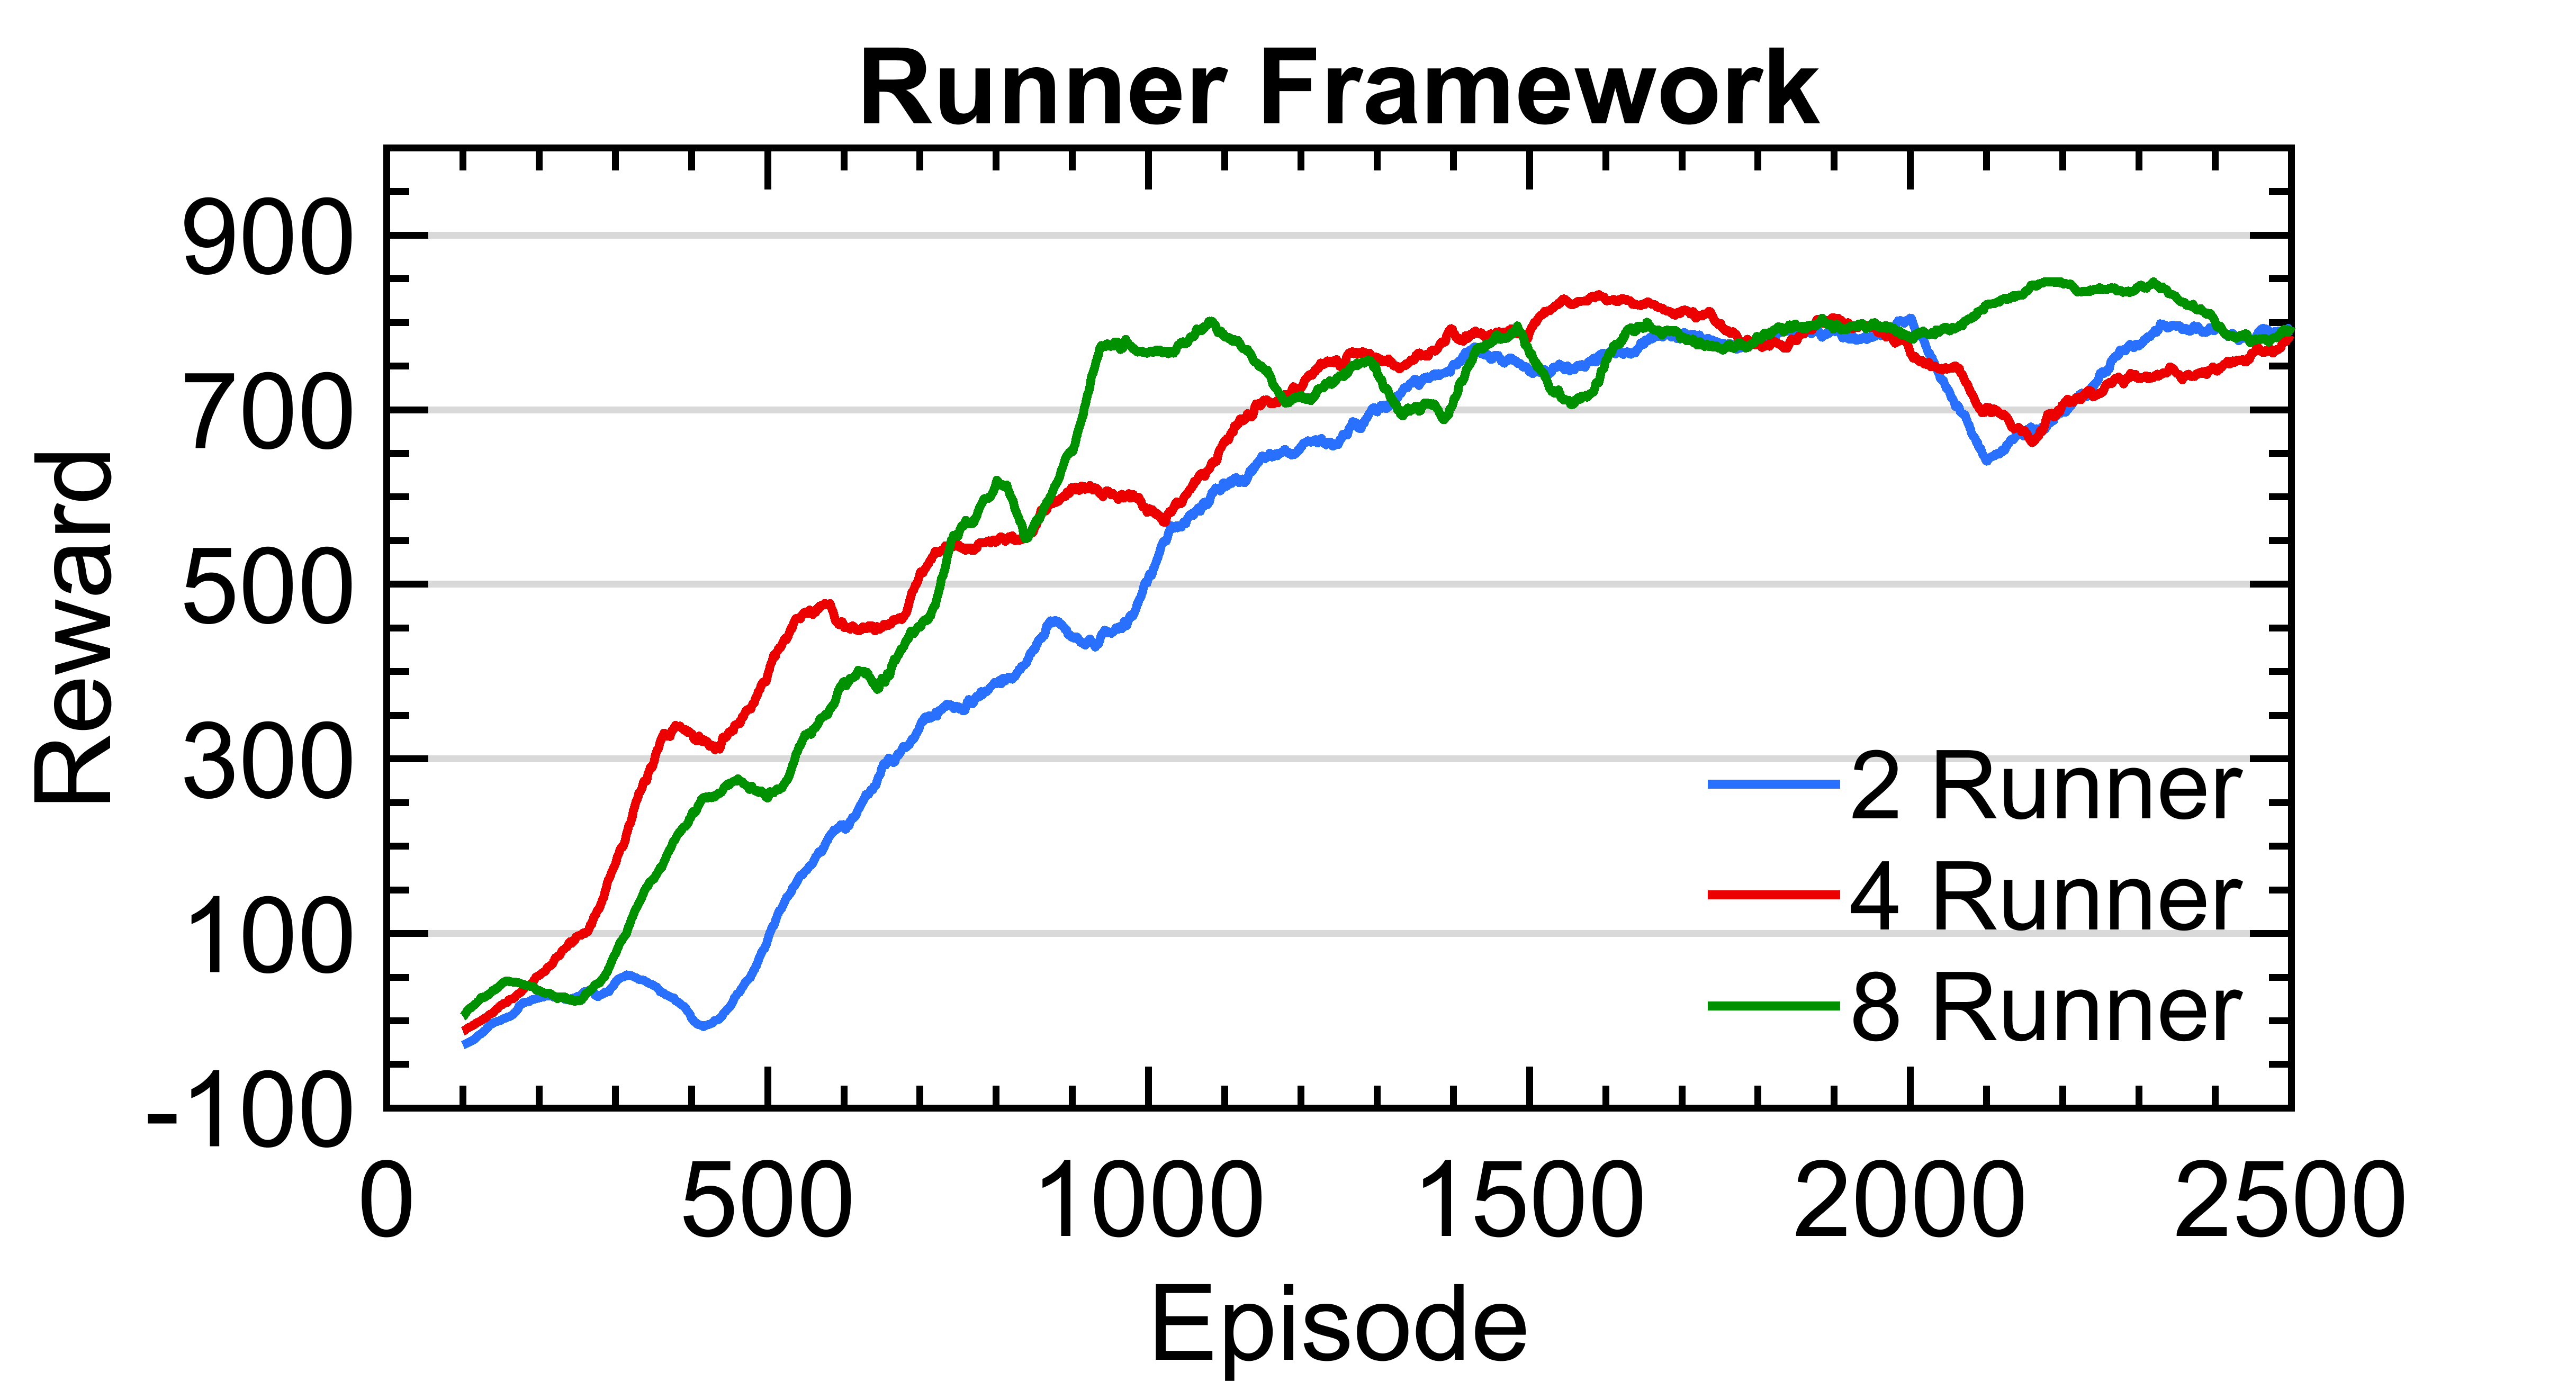 Runner Framework
900
700
500
300
100
-100
Reward
2 Runner
4 Runner
8 Runner
0 500 1000 1500 2000 2500
Episode